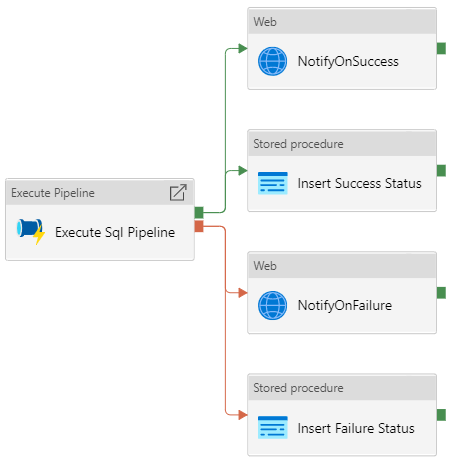 Web
NotifyOnSuccess
Stored procedure
Insert Success Status
Execute Pipeline
Execute Sql Pipeline
Web
NotifyOnFailure
Stored procedure
Insert Failure Status